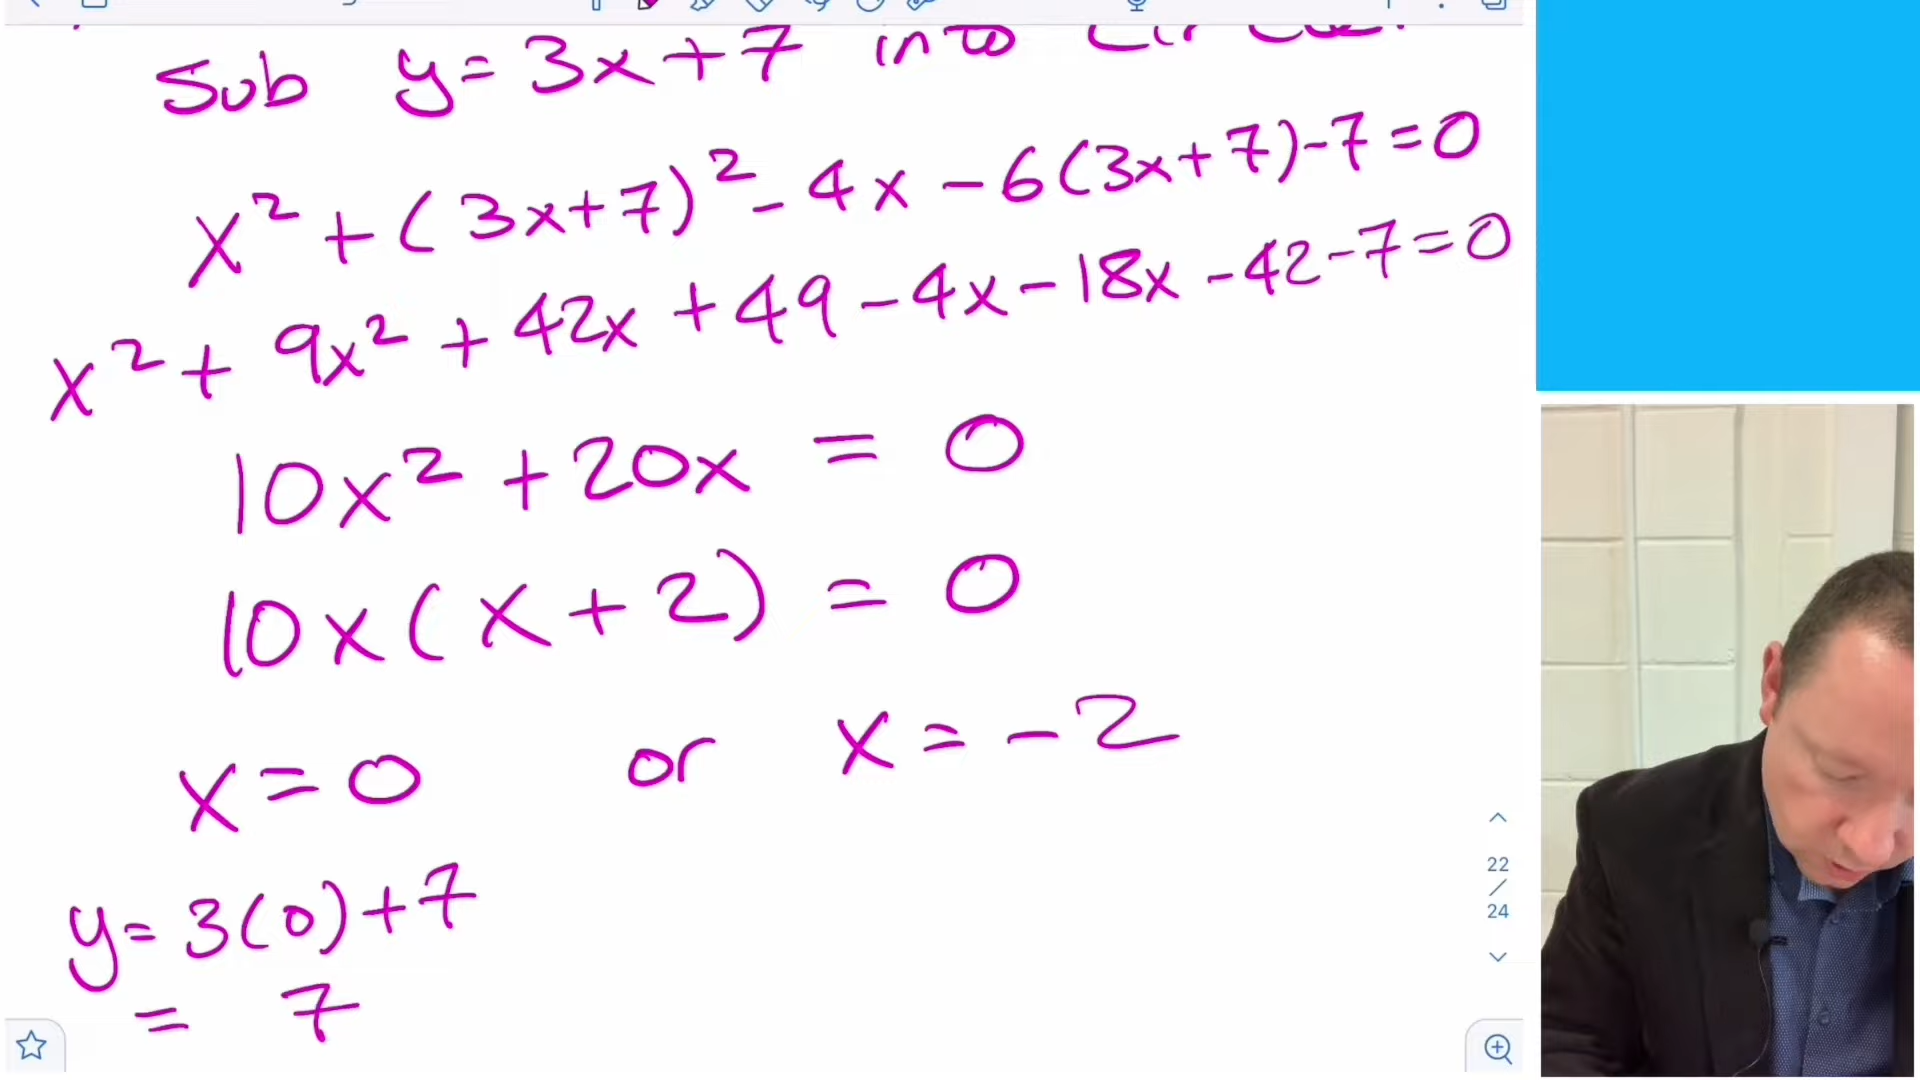 Sub y=3x+7 into circle.
x²+(3x+7)²-4x-6(3x+7)-7=0
x²+9x²+42x+49-4x-18x-42-7=0
10x²+20x=0
10x(x+2)=0
x=0 or x=-2
y=3(0)+7
=7
22
/
24